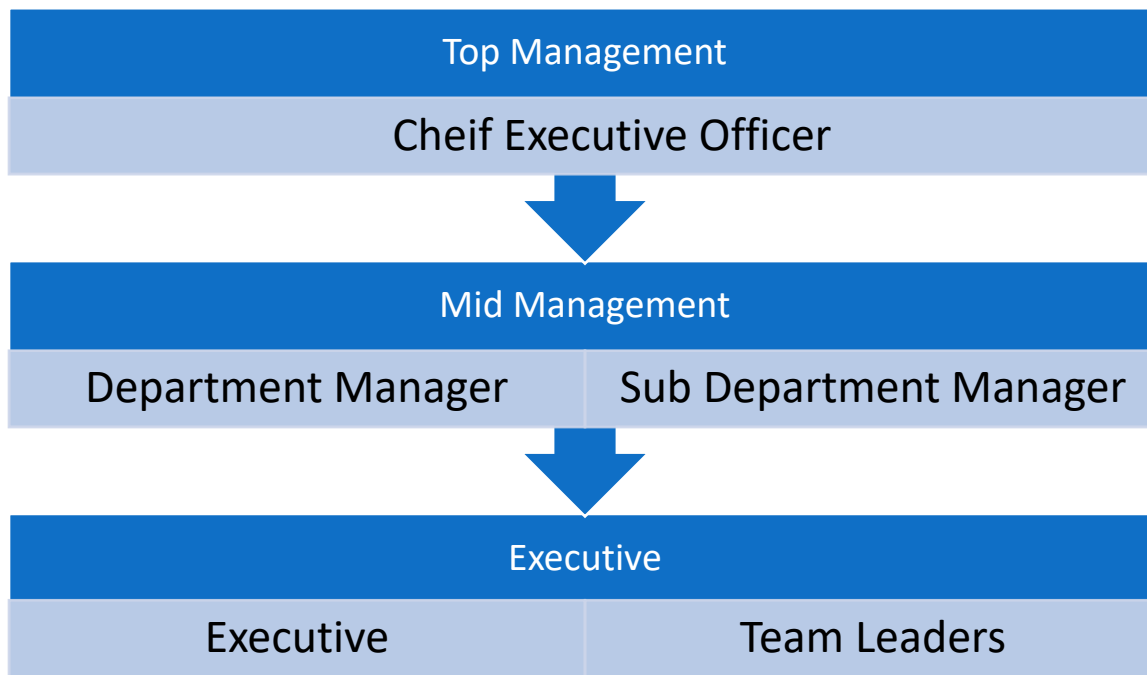 Top Management
Cheif Executive Officer
Mid Management
Department Manager
Sub Department Manager
Executive
Executive
Team Leaders